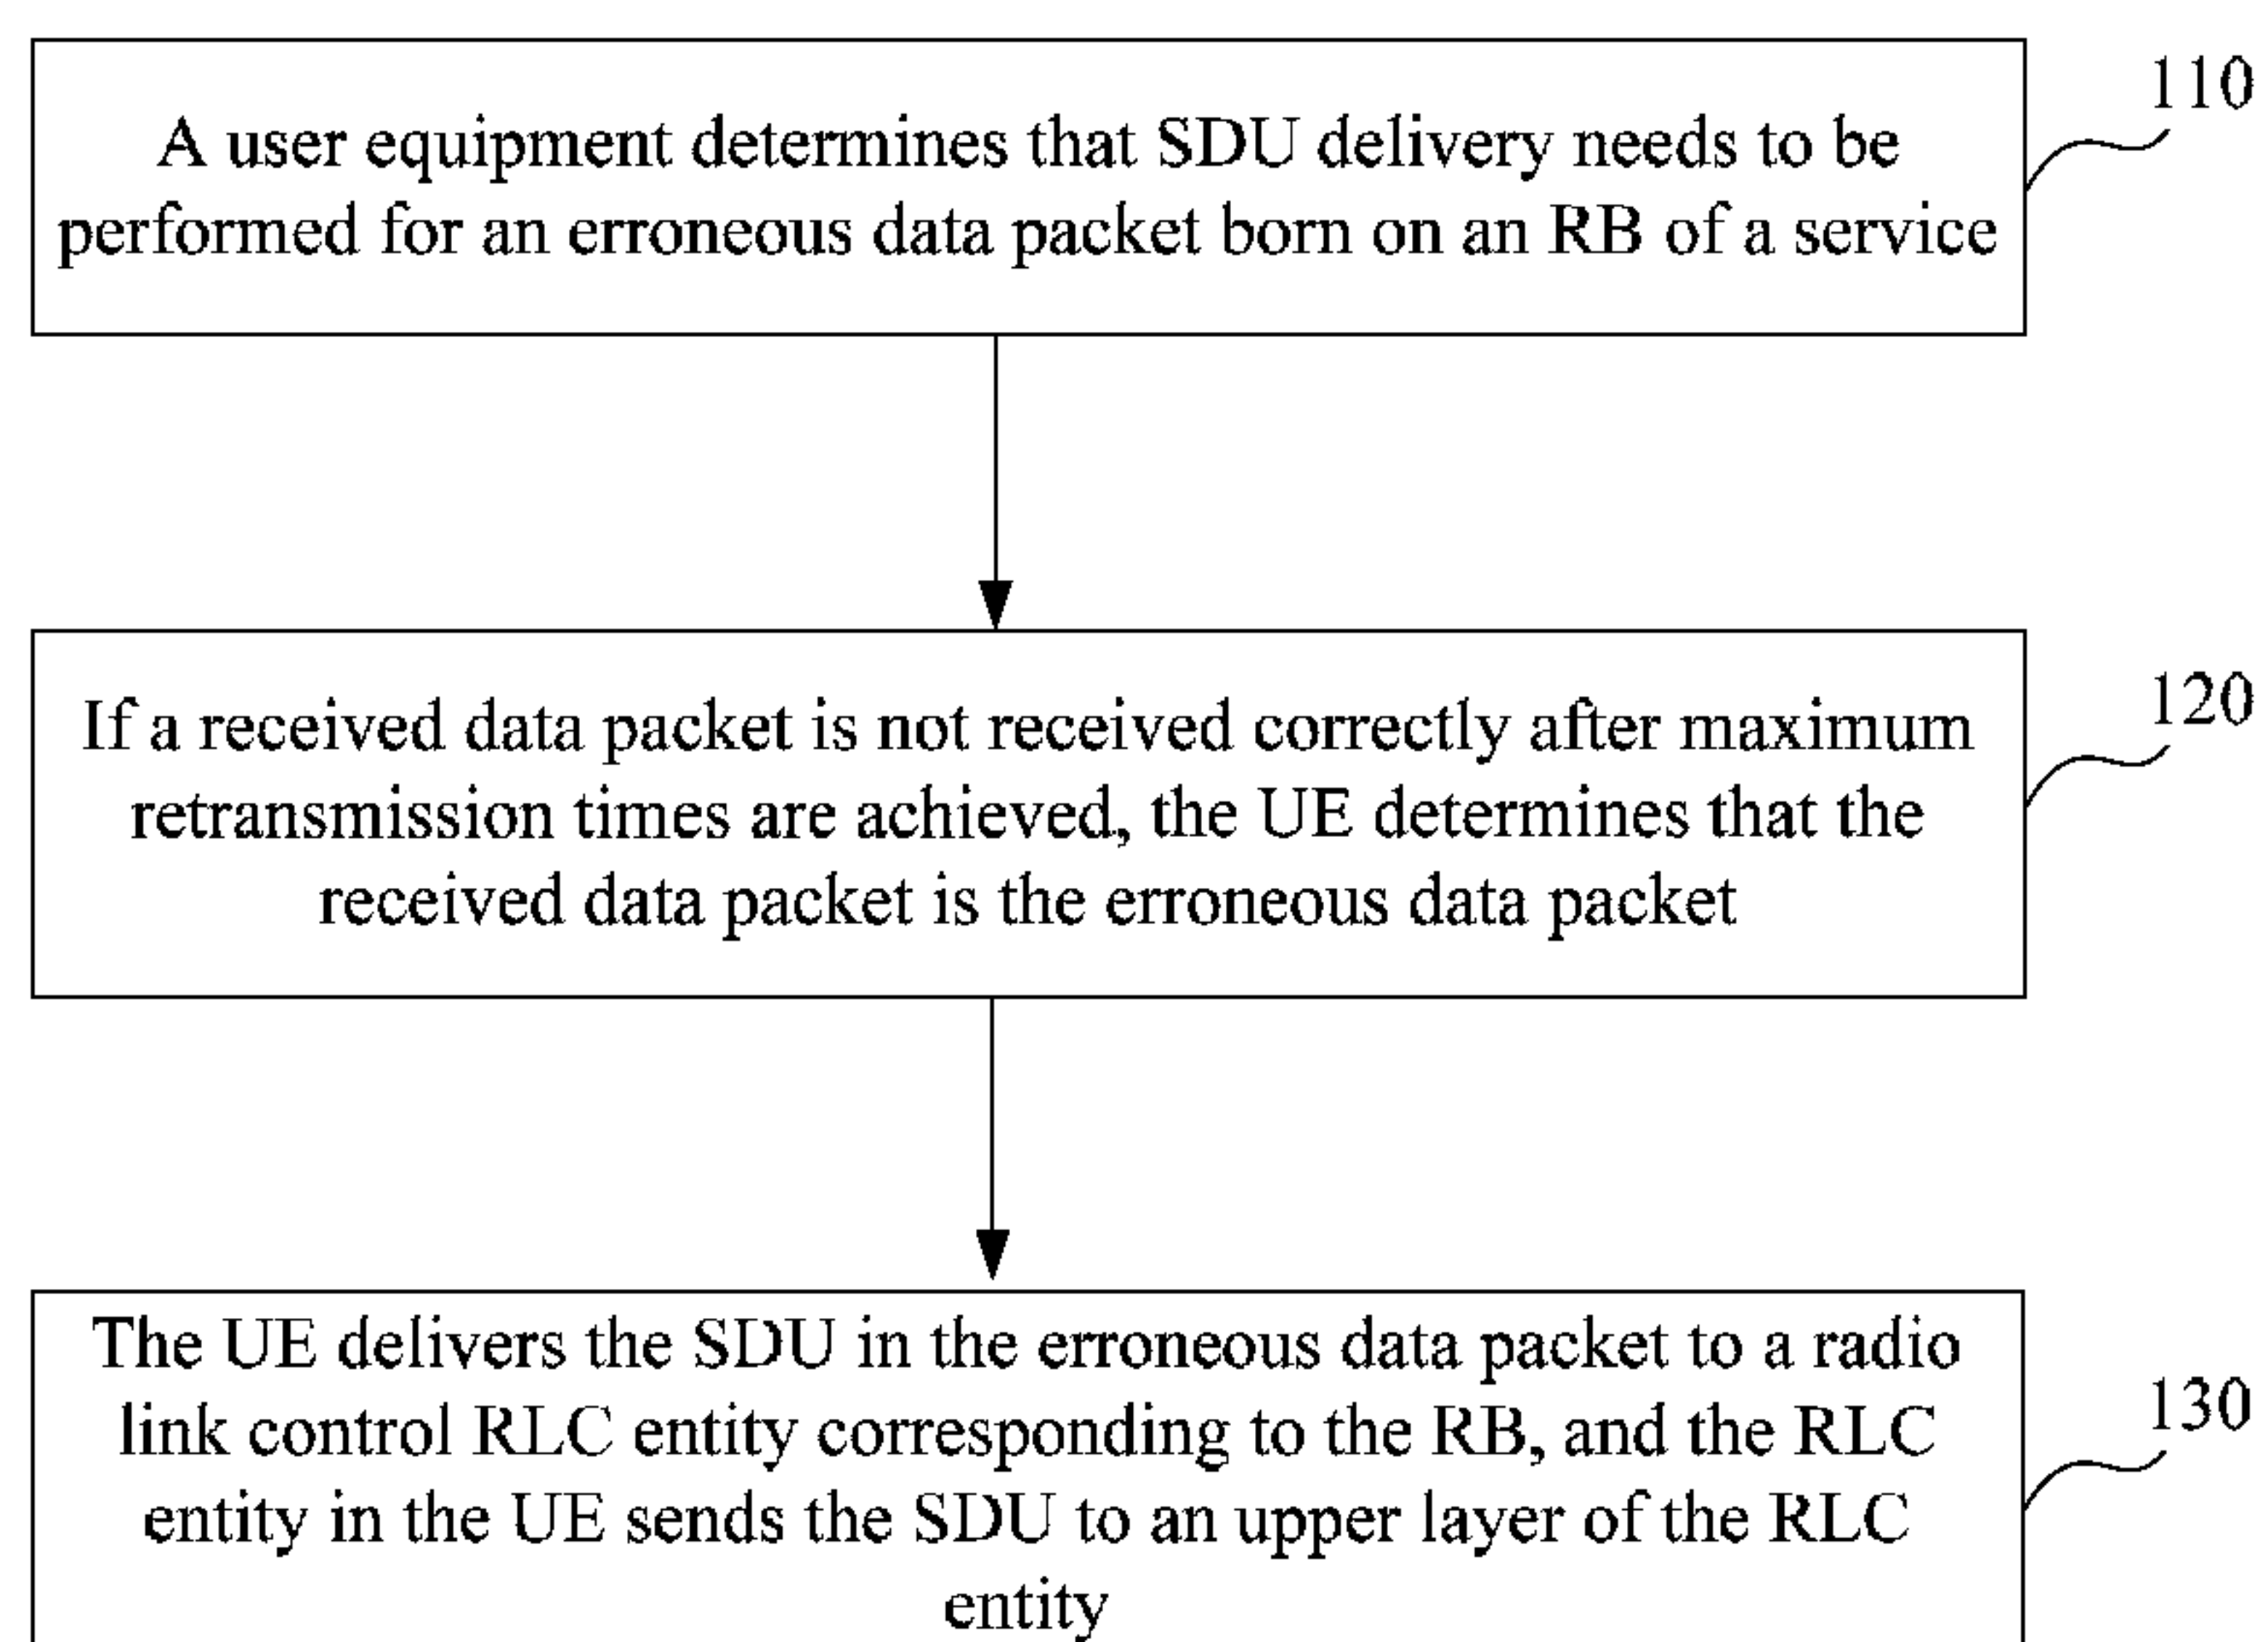 110
A user equipment determines that SDU delivery needs to be
performed for an erroneous data packet born on an RB of a service
120
If a received data packet is not received correctly after maximum
retransmission times are achieved, the UE determines that the
received data packet is the erroneous data packet
The UE delivers the SDU in the erroneous data packet to a radio
130
link control RLC entity corresponding to the RB, and the RLC
entity in the UE sends the SDU to an upper layer of the RLC
entity